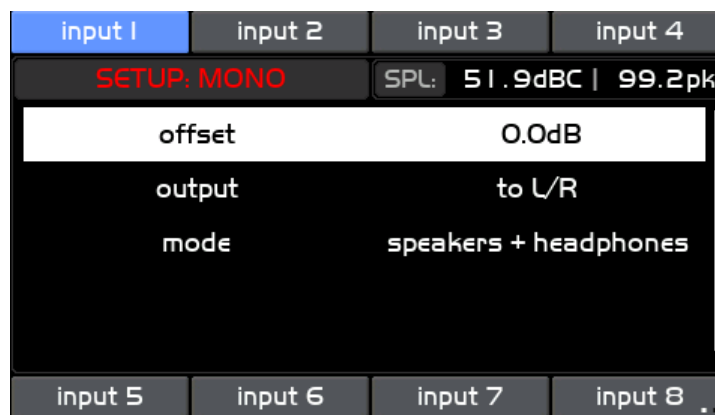 input 1 input 2 input 3 input 4
SETUP: MONO SPL: 51.9dBC | 99.2pk
offset 0.0dB
output to L/R
mode speakers + headphones
input 5 input 6 input 7 input 8